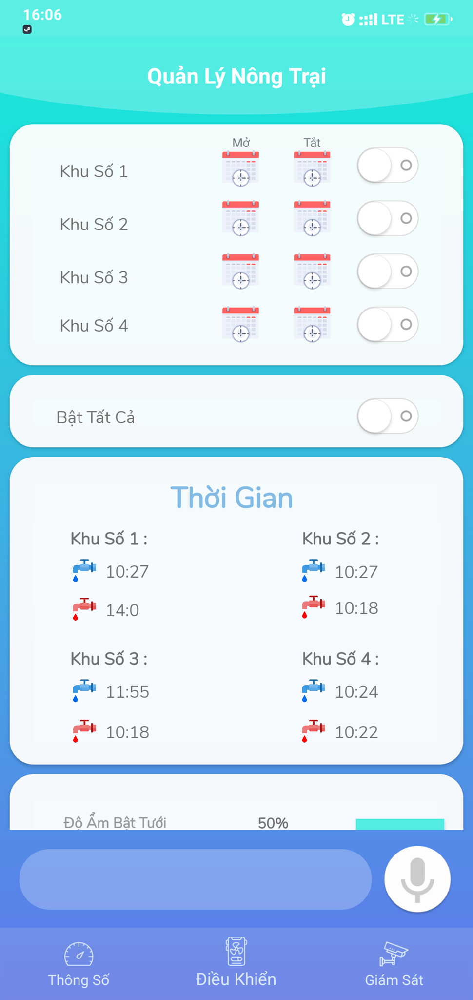 16:06
LTE
Quản Lý Nông Trại
Mở Tắt
Khu Số 1
Khu Số 2
Khu Số 3
Khu Số 4
Bật Tất Cả
Thời Gian
Khu Số 1 : Khu Số 2 :
10:27 10:27
14:0 10:18
Khu Số 3 : Khu Số 4 :
11:55 10:24
10:18 10:22
Độ Ẩm Bật Tưới 50%
Thông Số Điều Khiển Giám Sát